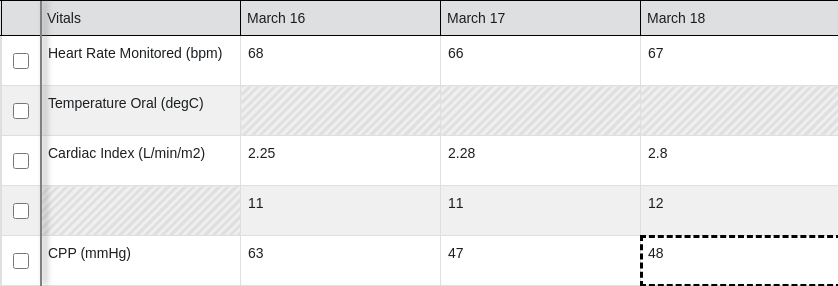 Vitals March 16 March 17 March 18
Heart Rate Monitored (bpm) 68 66 67
Temperature Oral (degC)
Cardiac Index (L/min/m2) 2.25 2.28 2.8
11 11 12
CPP (mmHg) 63 47 48